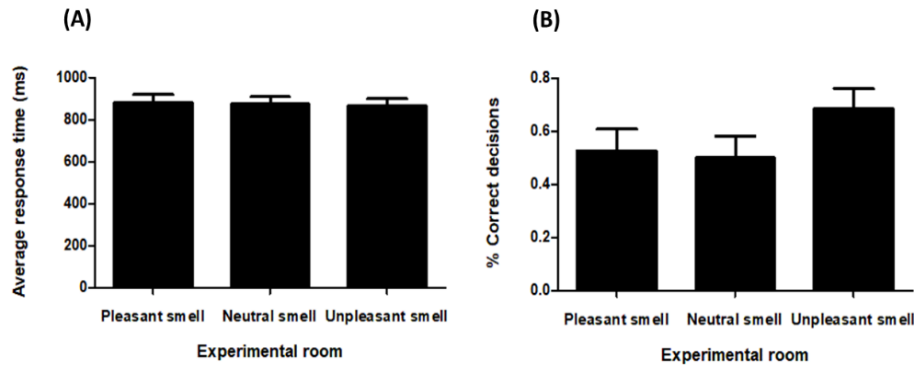 (A)
Average response time (ms)
1000
800
600
400
200
0
Pleasant smell Neutral smell Unpleasant smell
Experimental room
(B)
% Correct decisions
0.8
0.6
0.4
0.2
0.0
Pleasant smell Neutral smell Unpleasant smell
Experimental room